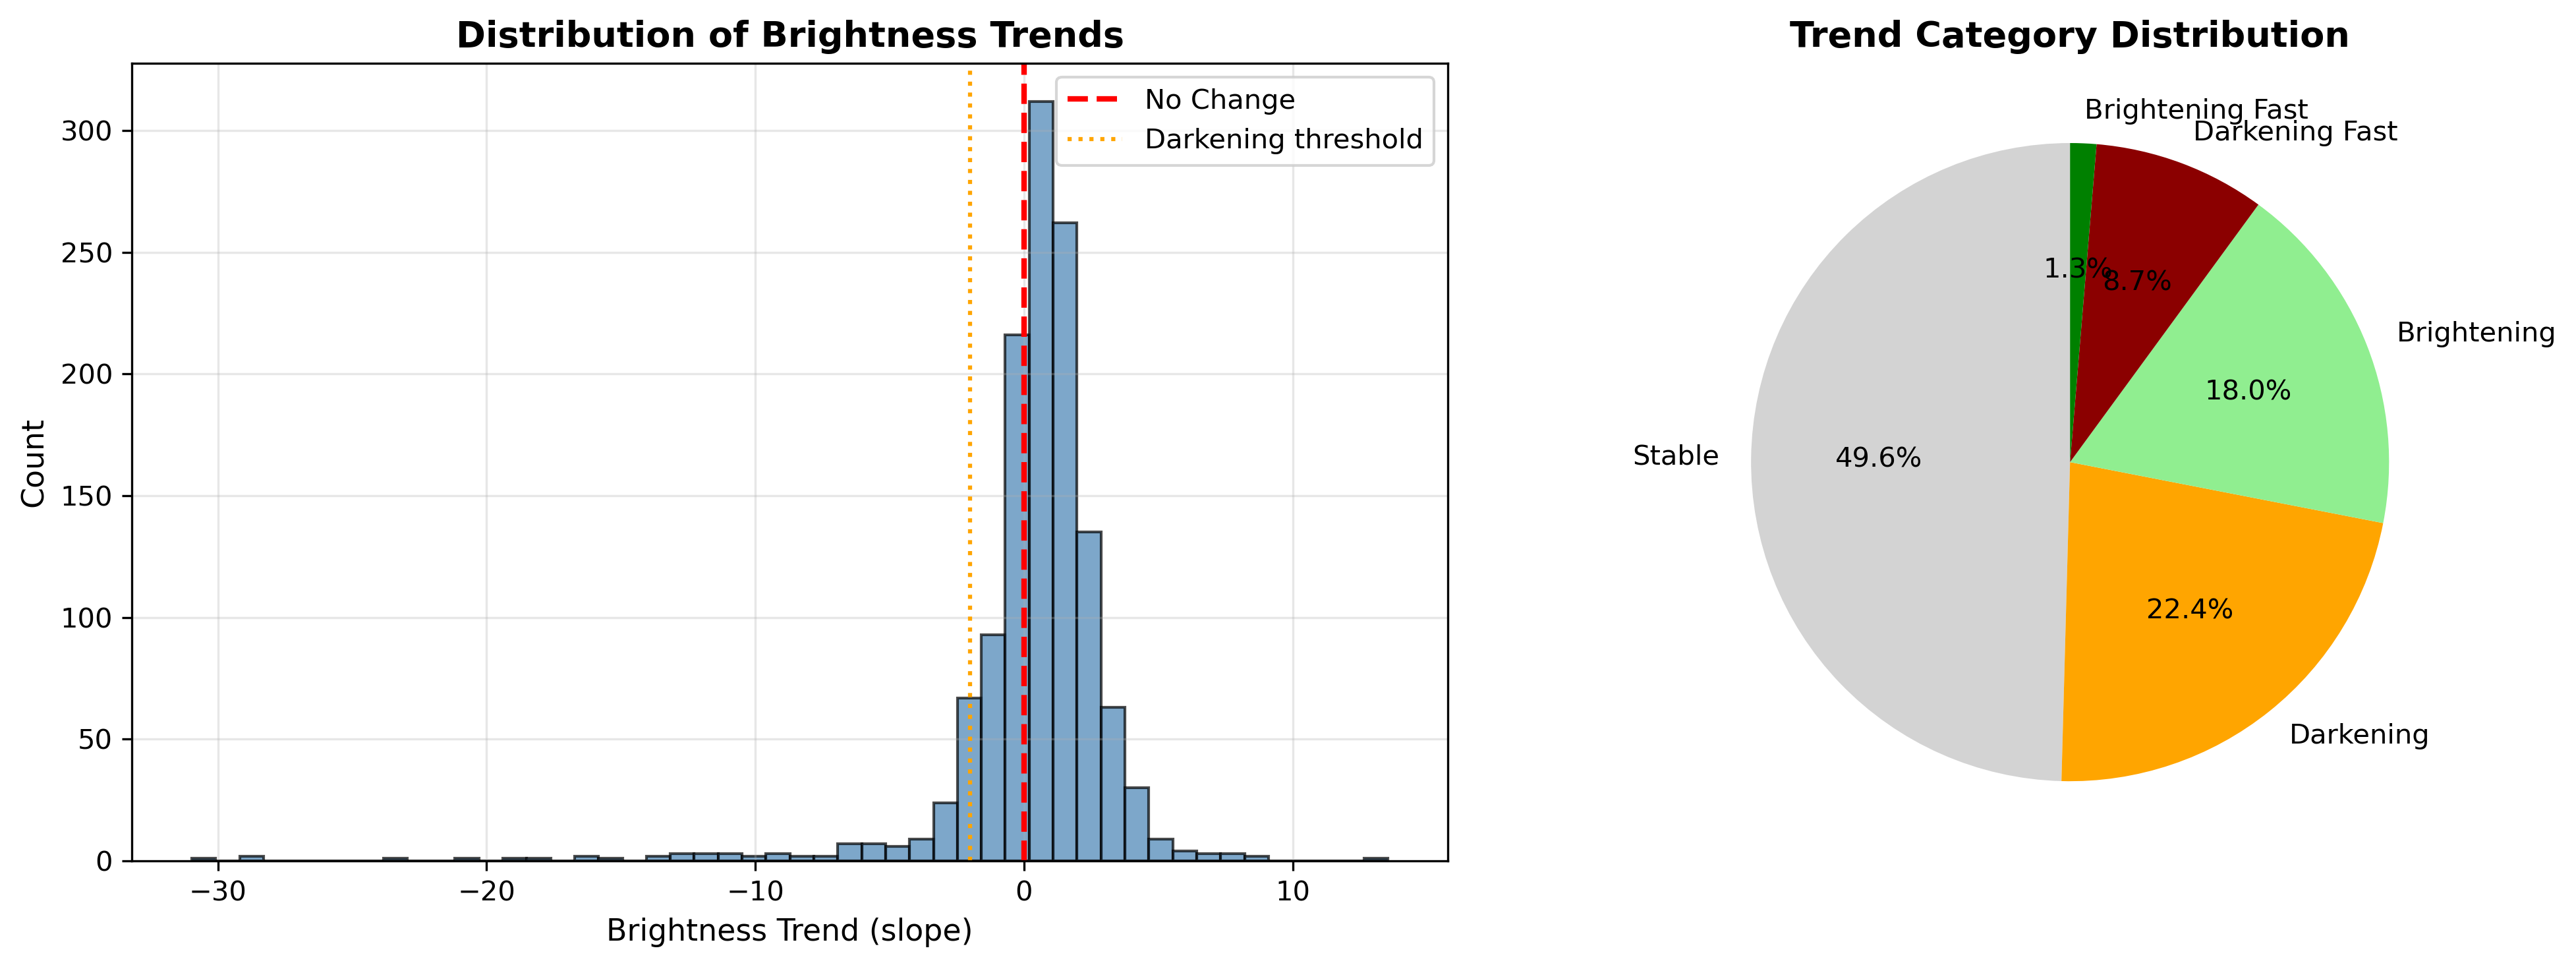 Distribution of Brightness Trends
No Change
Darkening threshold
300
250
200
150
100
50
0
Count
−30
−20
−10
0
10
Brightness Trend (slope)
Trend Category Distribution
Brightening Fast
Darkening Fast
1.3%
8.7%
Brightening
18.0%
Stable
49.6%
22.4%
Darkening